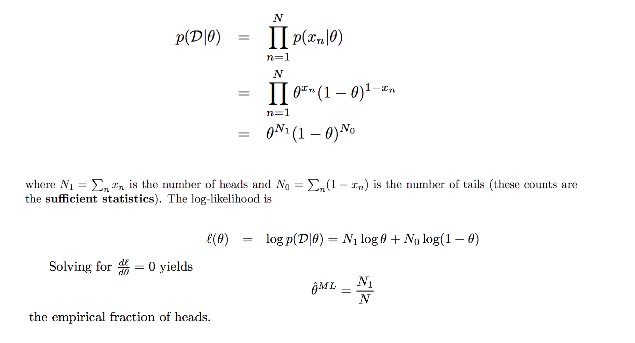 p(𝒟|θ) = ∏_{n=1}^{N} p(x_n|θ)
= ∏_{n=1}^{N} θ^{x_n}(1 − θ)^{1−x_n}
= θ^{N_1}(1 − θ)^{N_0}
where N_1 = ∑_n x_n is the number of heads and N_0 = ∑_n(1 − x_n) is the number of tails (these counts are
the sufficient statistics). The log-likelihood is
ℓ(θ) = log p(𝒟|θ) = N_1 log θ + N_0 log(1 − θ)
Solving for dℓ/dθ = 0 yields
θ̂^{ML} = N_1/N
the empirical fraction of heads.